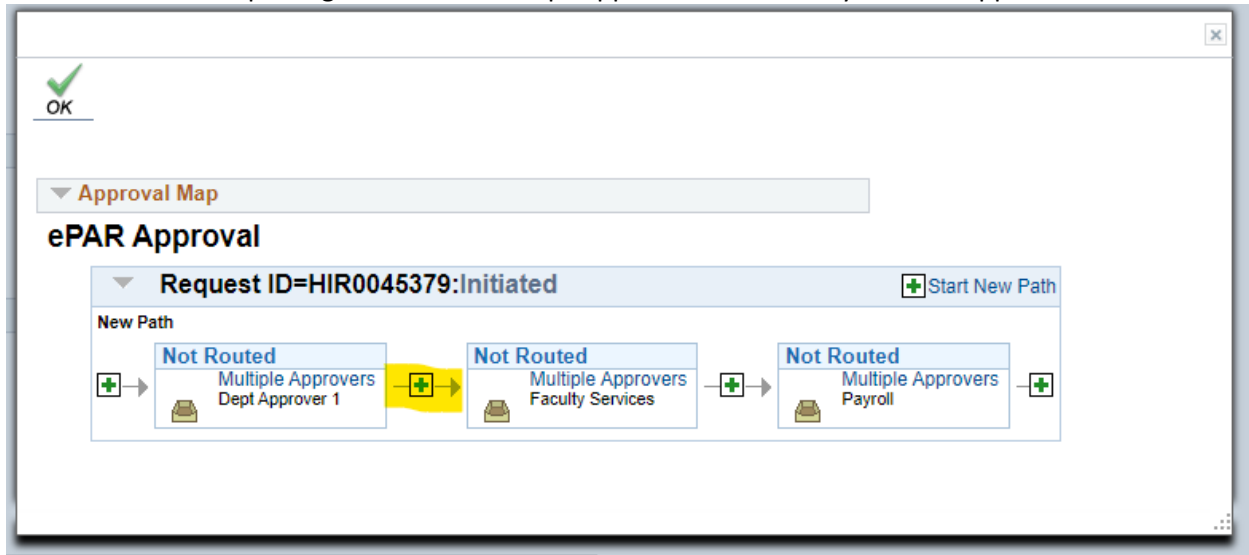 OK
Approval Map
ePAR Approval
Request ID=HIR0045379:Initiated
Start New Path
New Path
Not Routed
Multiple Approvers
Dept Approver 1
Not Routed
Multiple Approvers
Faculty Services
Not Routed
Multiple Approvers
Payroll